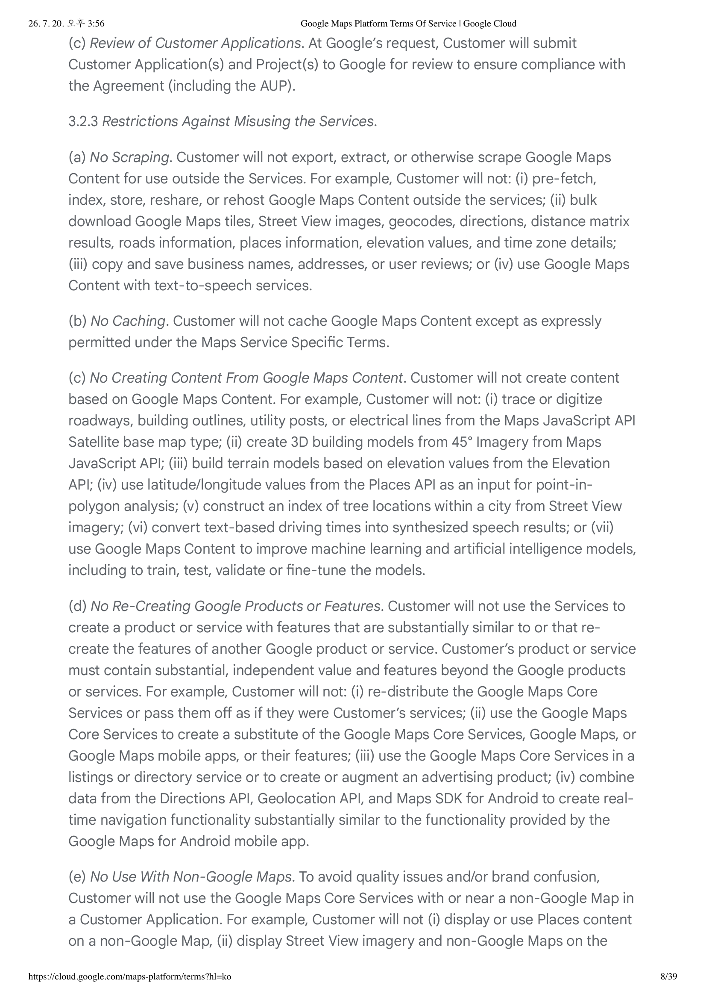 26. 7. 20. 오후 3:56 Google Maps Platform Terms Of Service | Google Cloud
(c) Review of Customer Applications. At Google’s request, Customer will submit
Customer Application(s) and Project(s) to Google for review to ensure compliance with
the Agreement (including the AUP).
3.2.3 Restrictions Against Misusing the Services.
(a) No Scraping. Customer will not export, extract, or otherwise scrape Google Maps
Content for use outside the Services. For example, Customer will not: (i) pre-fetch,
index, store, reshare, or rehost Google Maps Content outside the services; (ii) bulk
download Google Maps tiles, Street View images, geocodes, directions, distance matrix
results, roads information, places information, elevation values, and time zone details;
(iii) copy and save business names, addresses, or user reviews; or (iv) use Google Maps
Content with text-to-speech services.
(b) No Caching. Customer will not cache Google Maps Content except as expressly
permitted under the Maps Service Specific Terms.
(c) No Creating Content From Google Maps Content. Customer will not create content
based on Google Maps Content. For example, Customer will not: (i) trace or digitize
roadways, building outlines, utility posts, or electrical lines from the Maps JavaScript API
Satellite base map type; (ii) create 3D building models from 45° Imagery from Maps
JavaScript API; (iii) build terrain models based on elevation values from the Elevation
API; (iv) use latitude/longitude values from the Places API as an input for point-in-
polygon analysis; (v) construct an index of tree locations within a city from Street View
imagery; (vi) convert text-based driving times into synthesized speech results; or (vii)
use Google Maps Content to improve machine learning and artificial intelligence models,
including to train, test, validate or fine-tune the models.
(d) No Re-Creating Google Products or Features. Customer will not use the Services to
create a product or service with features that are substantially similar to or that re-
create the features of another Google product or service. Customer’s product or service
must contain substantial, independent value and features beyond the Google products
or services. For example, Customer will not: (i) re-distribute the Google Maps Core
Services or pass them off as if they were Customer’s services; (ii) use the Google Maps
Core Services to create a substitute of the Google Maps Core Services, Google Maps, or
Google Maps mobile apps, or their features; (iii) use the Google Maps Core Services in a
listings or directory service or to create or augment an advertising product; (iv) combine
data from the Directions API, Geolocation API, and Maps SDK for Android to create real-
time navigation functionality substantially similar to the functionality provided by the
Google Maps for Android mobile app.
(e) No Use With Non-Google Maps. To avoid quality issues and/or brand confusion,
Customer will not use the Google Maps Core Services with or near a non-Google Map in
a Customer Application. For example, Customer will not (i) display or use Places content
on a non-Google Map, (ii) display Street View imagery and non-Google Maps on the
https://cloud.google.com/maps-platform/terms?hl=ko 8/39